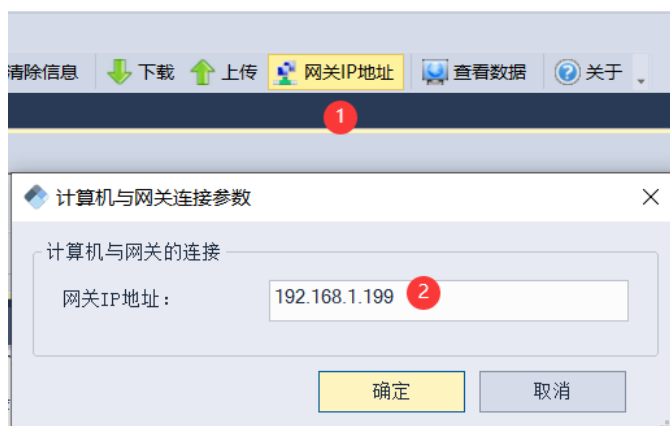 清除信息 下载 上传 网关IP地址 查看数据 关于
1
计算机与网关连接参数
计算机与网关的连接
网关IP地址： 192.168.1.199 2
确定 取消